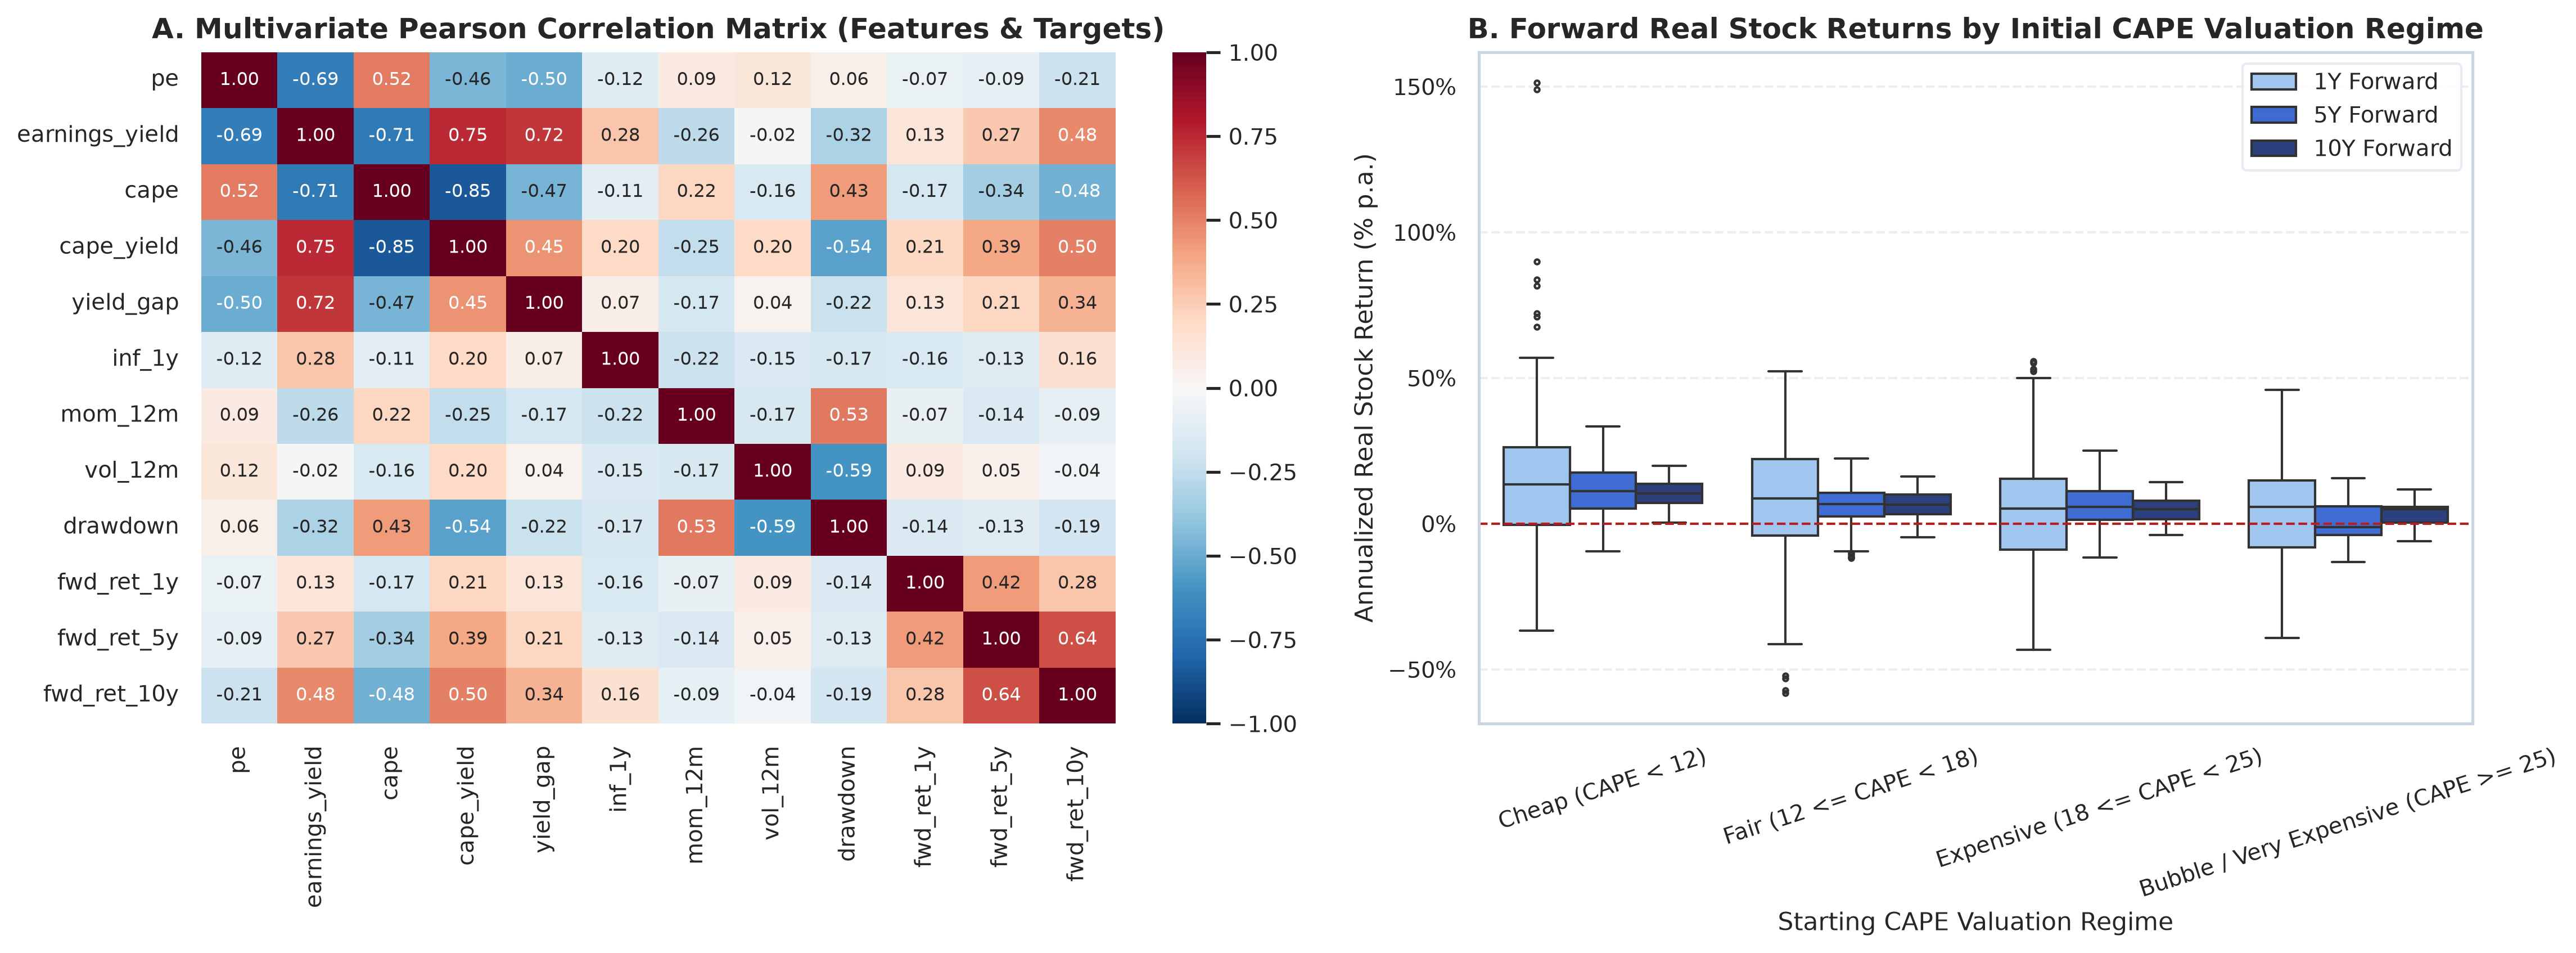 A. Multivariate Pearson Correlation Matrix (Features & Targets)
pe 1.00 -0.69 0.52 -0.46 -0.50 -0.12 0.09 0.12 0.06 -0.07 -0.09 -0.21
earnings_yield -0.69 1.00 -0.71 0.75 0.72 0.28 -0.26 -0.02 -0.32 0.13 0.27 0.48
cape 0.52 -0.71 1.00 -0.85 -0.47 -0.11 0.22 -0.16 0.43 -0.17 -0.34 -0.48
cape_yield -0.46 0.75 -0.85 1.00 0.45 0.20 -0.25 0.20 -0.54 0.21 0.39 0.50
yield_gap -0.50 0.72 -0.47 0.45 1.00 0.07 -0.17 0.04 -0.22 0.13 0.21 0.34
inf_1y -0.12 0.28 -0.11 0.20 0.07 1.00 -0.22 -0.15 -0.17 -0.16 -0.13 0.16
mom_12m 0.09 -0.26 0.22 -0.25 -0.17 -0.22 1.00 -0.17 0.53 -0.07 -0.14 -0.09
vol_12m 0.12 -0.02 -0.16 0.20 0.04 -0.15 -0.17 1.00 -0.59 0.09 0.05 -0.04
drawdown 0.06 -0.32 0.43 -0.54 -0.22 -0.17 0.53 -0.59 1.00 -0.14 -0.13 -0.19
fwd_ret_1y -0.07 0.13 -0.17 0.21 0.13 -0.16 -0.07 0.09 -0.14 1.00 0.42 0.28
fwd_ret_5y -0.09 0.27 -0.34 0.39 0.21 -0.13 -0.14 0.05 -0.13 0.42 1.00 0.64
fwd_ret_10y -0.21 0.48 -0.48 0.50 0.34 0.16 -0.09 -0.04 -0.19 0.28 0.64 1.00
pe
earnings_yield
cape
cape_yield
yield_gap
inf_1y
mom_12m
vol_12m
drawdown
fwd_ret_1y
fwd_ret_5y
fwd_ret_10y
1.00
0.75
0.50
0.25
0.00
−0.25
−0.50
−0.75
−1.00
B. Forward Real Stock Returns by Initial CAPE Valuation Regime
Annualized Real Stock Return (% p.a.)
150%
100%
50%
0%
−50%
1Y Forward
5Y Forward
10Y Forward
Cheap (CAPE < 12)
Fair (12 <= CAPE < 18)
Expensive (18 <= CAPE < 25)
Bubble / Very Expensive (CAPE >= 25)
Starting CAPE Valuation Regime